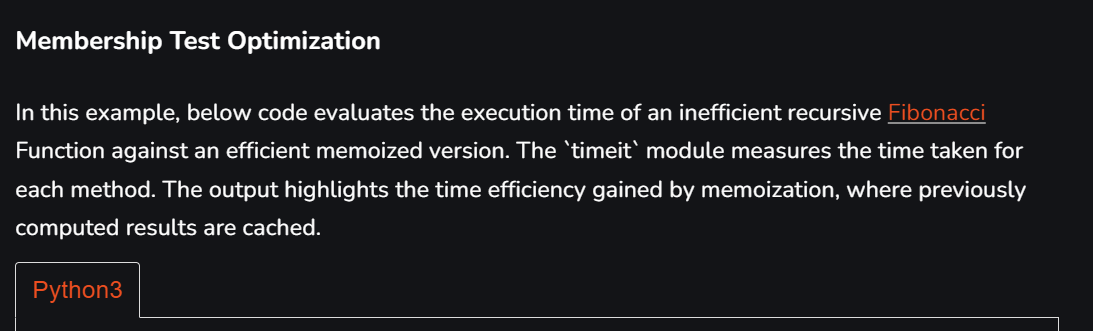 Membership Test Optimization
In this example, below code evaluates the execution time of an inefficient recursive Fibonacci
Function against an efficient memoized version. The `timeit` module measures the time taken for
each method. The output highlights the time efficiency gained by memoization, where previously
computed results are cached.
Python3